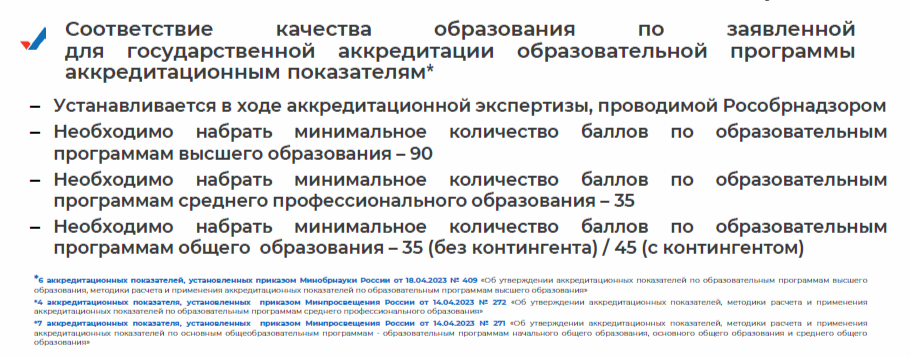 Соответствие качества образования по заявленной
для государственной аккредитации образовательной программы
аккредитационным показателям*
– Устанавливается в ходе аккредитационной экспертизы, проводимой Рособрнадзором
– Необходимо набрать минимальное количество баллов по образовательным
программам высшего образования – 90
– Необходимо набрать минимальное количество баллов по образовательным
программам среднего профессионального образования – 35
– Необходимо набрать минимальное количество баллов по образовательным
программам общего образования – 35 (без контингента) / 45 (с контингентом)
*6 аккредитационных показателей, установленных приказом Минобрнауки России от 18.04.2023 № 409 «Об утверждении аккредитационных показателей по образовательным программам высшего
образования, методики расчета и применения аккредитационных показателей по образовательным программам высшего образования»
*4 аккредитационных показателя, установленных приказом Минпросвещения России от 14.04.2023 № 272 «Об утверждении аккредитационных показателей, методики расчета и применения
аккредитационных показателей по образовательным программам среднего профессионального образования»
*7 аккредитационных показателя, установленных приказом Минпросвещения России от 14.04.2023 № 271 «Об утверждении аккредитационных показателей, методики расчета и применения
аккредитационных показателей по основным общеобразовательным программам - образовательным программам начального общего образования, основного общего образования и среднего общего
образования»